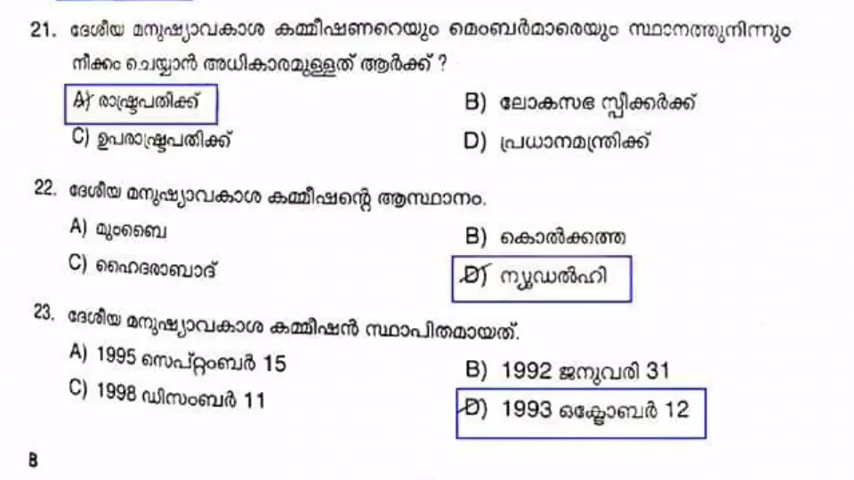 21. ദേശീയ മനുഷ്യാവകാശ കമ്മീഷണറെയും മെംബർമാരെയും സ്ഥാനത്തുനിന്നും
നീക്കം ചെയ്യാൻ അധികാരമുള്ളത് ആർക്ക് ?
A) രാഷ്ട്രപതിക്ക് B) ലോകസഭ സ്പീക്കർക്ക്
C) ഉപരാഷ്ട്രപതിക്ക് D) പ്രധാനമന്ത്രിക്ക്
22. ദേശീയ മനുഷ്യാവകാശ കമ്മീഷന്റെ ആസ്ഥാനം.
A) മുംബൈ B) കൊൽക്കത്ത
C) ഹൈദരാബാദ് D) ന്യൂഡൽഹി
23. ദേശീയ മനുഷ്യാവകാശ കമ്മീഷൻ സ്ഥാപിതമായത്.
A) 1995 സെപ്റ്റംബർ 15 B) 1992 ജനുവരി 31
C) 1998 ഡിസംബർ 11 D) 1993 ഒക്ടോബർ 12
B